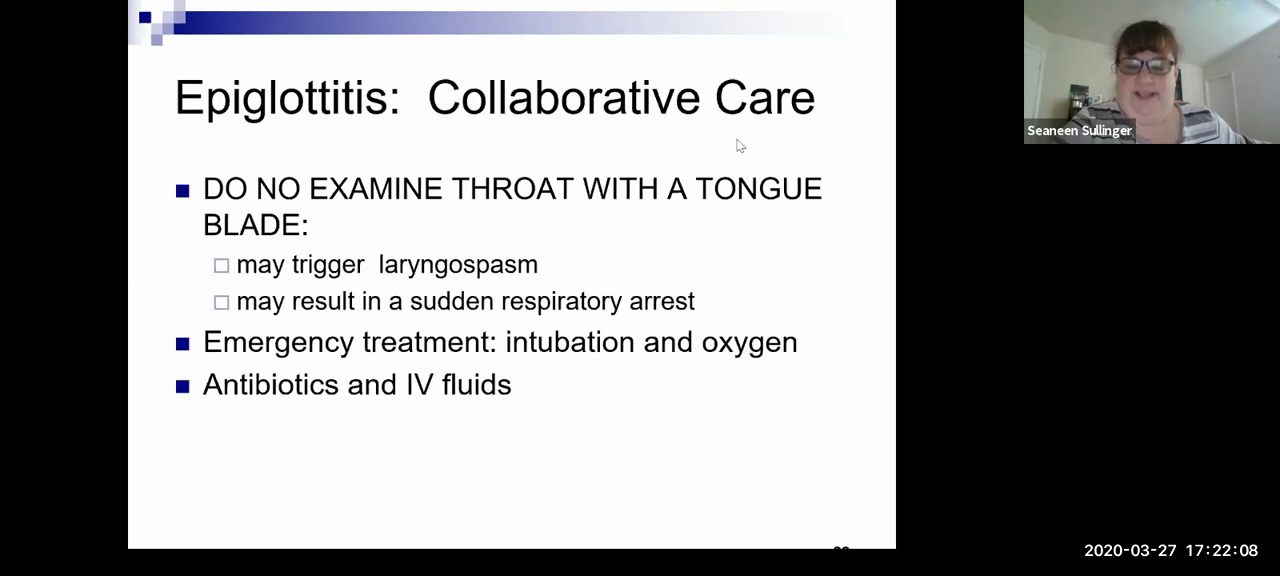 Epiglottitis: Collaborative Care
DO NO EXAMINE THROAT WITH A TONGUE
BLADE:
may trigger laryngospasm
may result in a sudden respiratory arrest
Emergency treatment: intubation and oxygen
Antibiotics and IV fluids
Seaneen Sullinger
2020-03-27 17:22:08